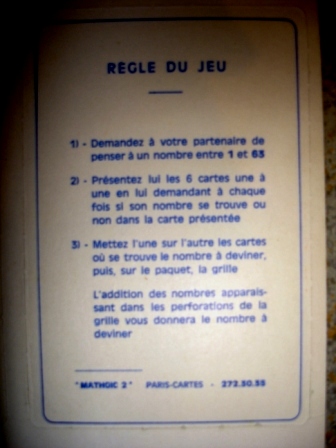 RÈGLE DU JEU
1) - Demandez à votre partenaire de
penser à un nombre entre 1 et 63
2) - Présentez lui les 6 cartes une à
une en lui demandant à chaque
fois si son nombre se trouve ou
non dans la carte présentée
3) - Mettez l'une sur l'autre les cartes
où se trouve le nombre à deviner,
puis, sur le paquet, la grille
L'addition des nombres apparais-
sant dans les perforations de la
grille vous donnera le nombre à
deviner
"MATHGIC 2" PARIS-CARTES - 272.50.55